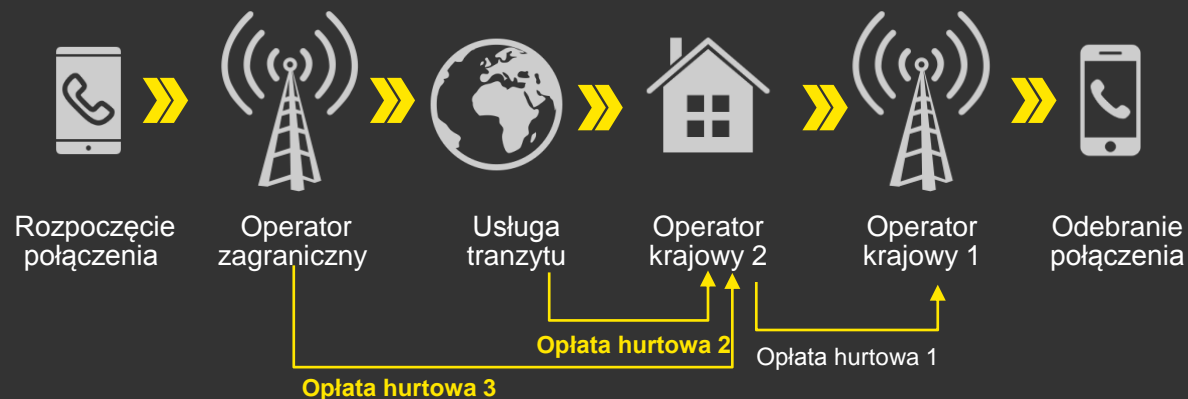 Rozpoczęcie
połączenia
Operator
zagraniczny
Usługa
tranzytu
Operator
krajowy 2
Operator
krajowy 1
Odebranie
połączenia
Opłata hurtowa 2
Opłata hurtowa 1
Opłata hurtowa 3